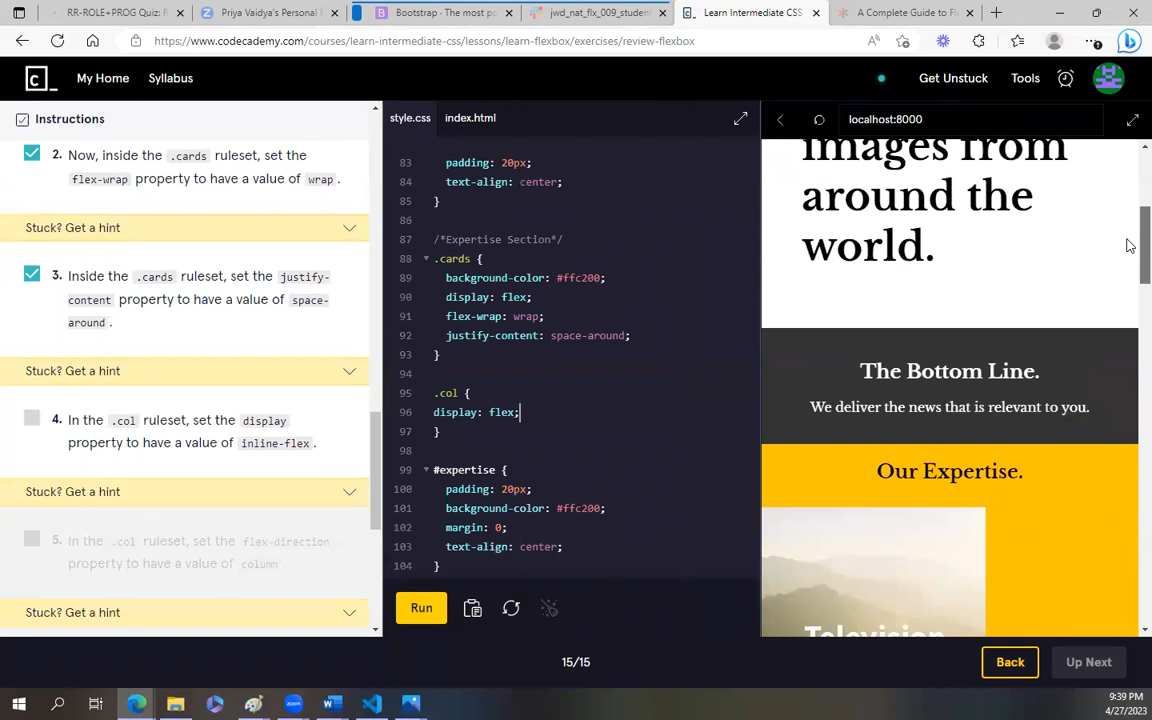 RR-ROLE+PROG Quiz: R
Priya Vaidya's Personal
Bootstrap - The most po
jwd_nat_flx_009_student
Learn Intermediate CSS
A Complete Guide to Fl
https://www.codecademy.com/courses/learn-intermediate-css/lessons/learn-flexbox/exercises/review-flexbox
My Home
Syllabus
Get Unstuck
Tools
Instructions
2. Now, inside the .cards ruleset, set the
flex-wrap property to have a value of wrap .
Stuck? Get a hint
3. Inside the .cards ruleset, set the justify-
content property to have a value of space-
around .
Stuck? Get a hint
4. In the .col ruleset, set the display
property to have a value of inline-flex .
Stuck? Get a hint
5. In the .col ruleset, set the flex-direction
property to have a value of column
Stuck? Get a hint
style.css
index.html
83 padding: 20px;
84 text-align: center;
85 }
86
87 /*Expertise Section*/
88 .cards {
89 background-color: #ffc200;
90 display: flex;
91 flex-wrap: wrap;
92 justify-content: space-around;
93 }
94
95 .col {
96 display: flex;
97 }
98
99 #expertise {
100 padding: 20px;
101 background-color: #ffc200;
102 margin: 0;
103 text-align: center;
104 }
Run
localhost:8000
images from
around the
world.
The Bottom Line.
We deliver the news that is relevant to you.
Our Expertise.
Television
15/15
Back
Up Next
9:39 PM
4/27/2023